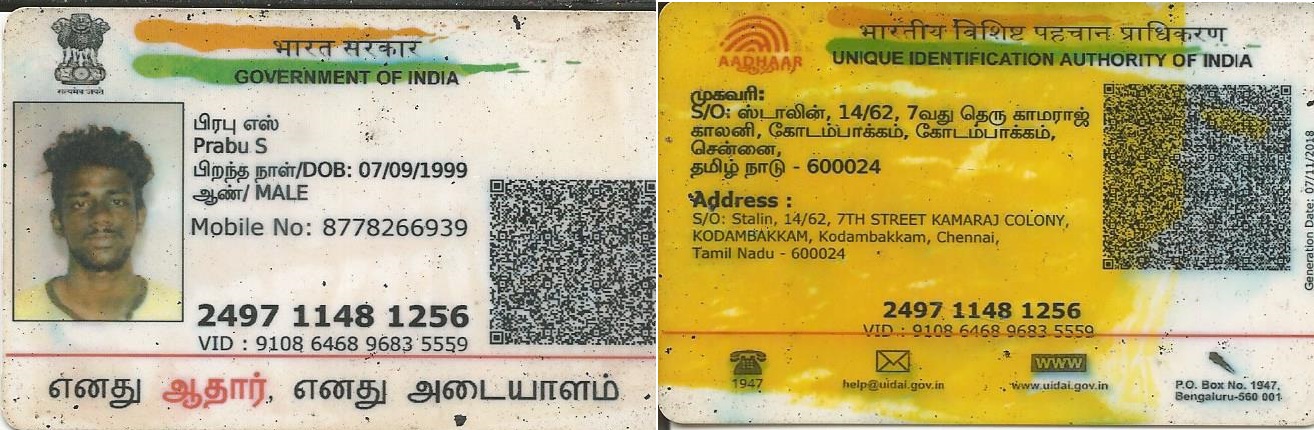 भारत सरकार
GOVERNMENT OF INDIA
सत्यमेव जयते
பிரபு எஸ்
Prabu S
பிறந்த நாள்/DOB: 07/09/1999
ஆண்/ MALE
Mobile No: 8778266939
2497 1148 1256
VID : 9108 6468 9683 5559
எனது ஆதார், எனது அடையாளம்
AADHAAR
भारतीय विशिष्ट पहचान प्राधिकरण
UNIQUE IDENTIFICATION AUTHORITY OF INDIA
முகவரி:
S/O: ஸ்டாலின், 14/62, 7வது தெரு காமராஜ்
காலனி, கோடம்பாக்கம், கோடம்பாக்கம்,
சென்னை,
தமிழ் நாடு - 600024
Address :
S/O: Stalin, 14/62, 7TH STREET KAMARAJ COLONY,
KODAMBAKKAM, Kodambakkam, Chennai,
Tamil Nadu - 600024
Generation Date: 07/11/2018
2497 1148 1256
VID : 9108 6468 9683 5559
1947
help@uidai.gov.in
www
www.uidai.gov.in
P.O. Box No. 1947,
Bengaluru-560 001